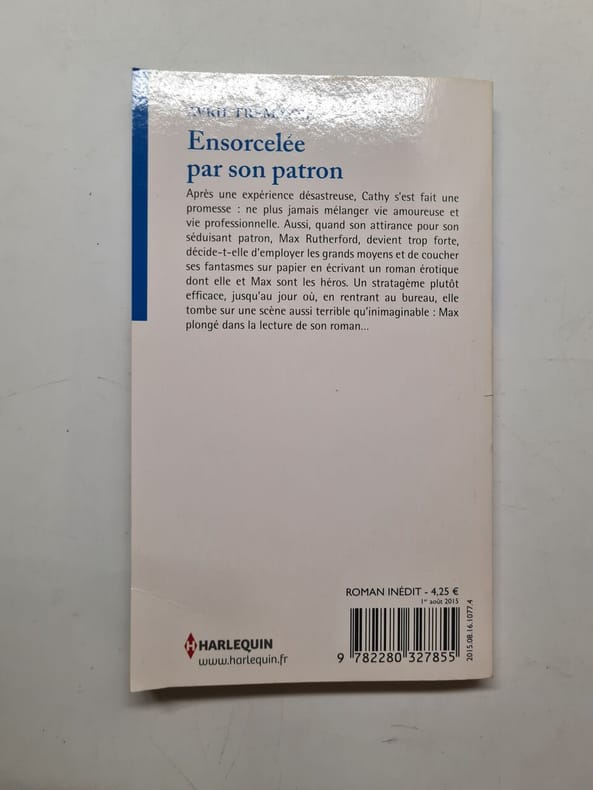 AVRIL TREMAYNE
Ensorcelée
par son patron
Après une expérience désastreuse, Cathy s'est fait une
promesse : ne plus jamais mélanger vie amoureuse et
vie professionnelle. Aussi, quand son attirance pour son
séduisant patron, Max Rutherford, devient trop forte,
décide-t-elle d'employer les grands moyens et de coucher
ses fantasmes sur papier en écrivant un roman érotique
dont elle et Max sont les héros. Un stratagème plutôt
efficace, jusqu'au jour où, en rentrant au bureau, elle
tombe sur une scène aussi terrible qu'inimaginable : Max
plongé dans la lecture de son roman...
ROMAN INÉDIT - 4,25 €
1er août 2015
2015.08.16.1077.4
HARLEQUIN
www.harlequin.fr
9 782280 327855